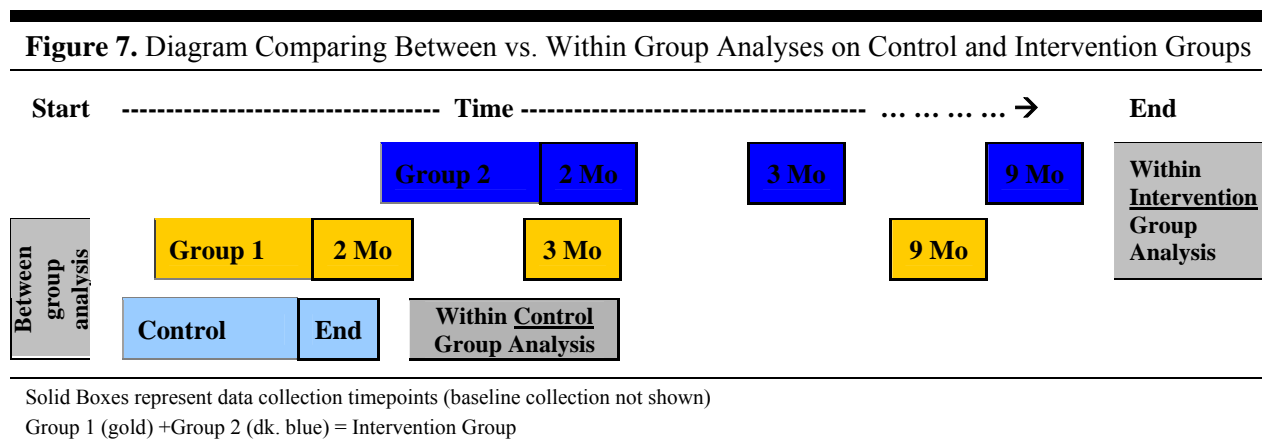 Figure 7. Diagram Comparing Between vs. Within Group Analyses on Control and Intervention Groups
Start ------------------------------------ Time --------------------------------------- … … … … → End
Group 2 2 Mo 3 Mo 9 Mo
Within
Intervention
Group
Analysis
Between
group
analysis
Group 1 2 Mo 3 Mo 9 Mo
Control End
Within Control
Group Analysis
Solid Boxes represent data collection timepoints (baseline collection not shown)
Group 1 (gold) +Group 2 (dk. blue) = Intervention Group